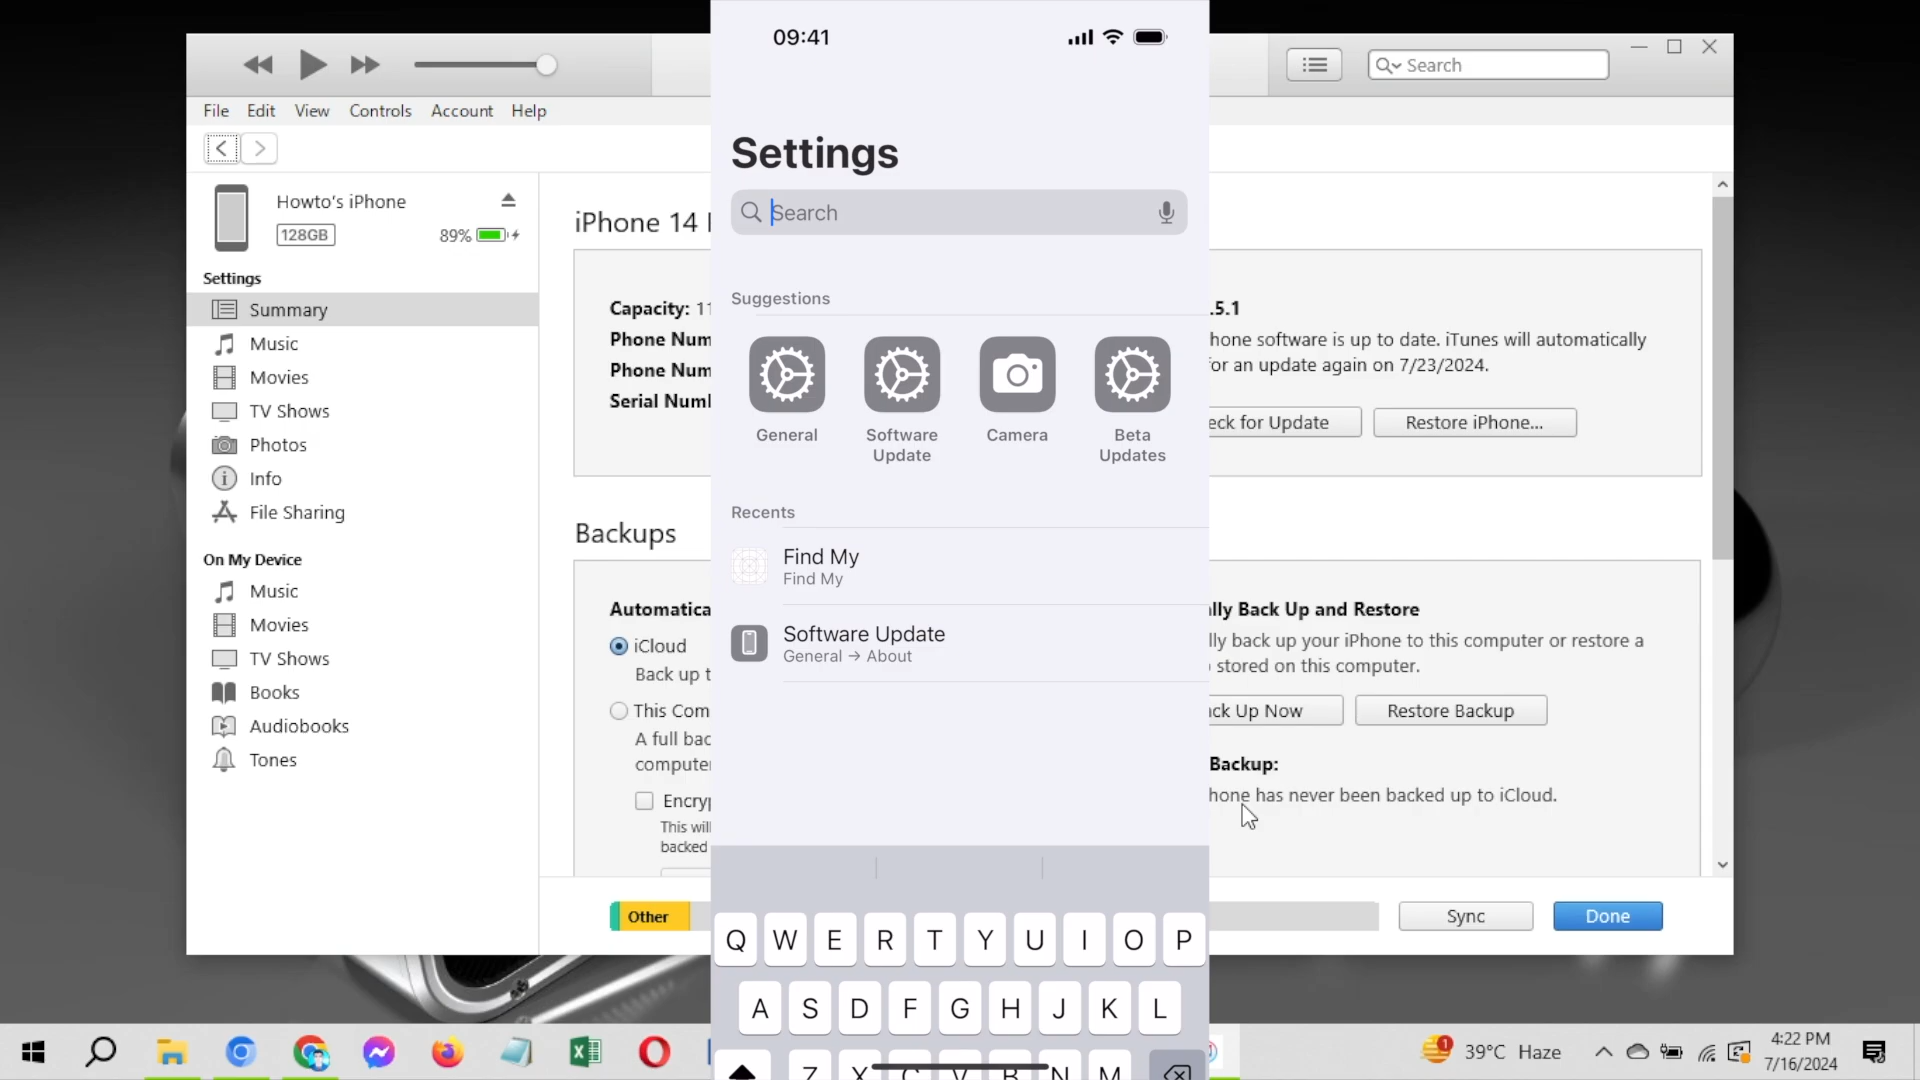 09:41
Search
File Edit View Controls Account Help
Settings
Search
Howto's iPhone
128GB
89%
Settings
Summary
Music
Movies
TV Shows
Photos
Info
File Sharing
On My Device
Music
Movies
TV Shows
Books
Audiobooks
Tones
iPhone 14
Capacity: 11
Phone Num
Phone Num
Serial Num
Backups
Automatica
iCloud
Back up t
This Com
A full bac
compute
Encry
This will
backed
Other
Suggestions
General
Software
Update
Camera
Beta
Updates
Recents
Find My
Find My
Software Update
General → About
Q W E R T Y U I O P
A S D F G H J K L
Z X C V B N M
.5.1
hone software is up to date. iTunes will automatically
or an update again on 7/23/2024.
eck for Update
Restore iPhone...
lly Back Up and Restore
lly back up your iPhone to this computer or restore a
stored on this computer.
ck Up Now
Restore Backup
Backup:
hone has never been backed up to iCloud.
Sync
Done
1
39°C Haze
4:22 PM
7/16/2024